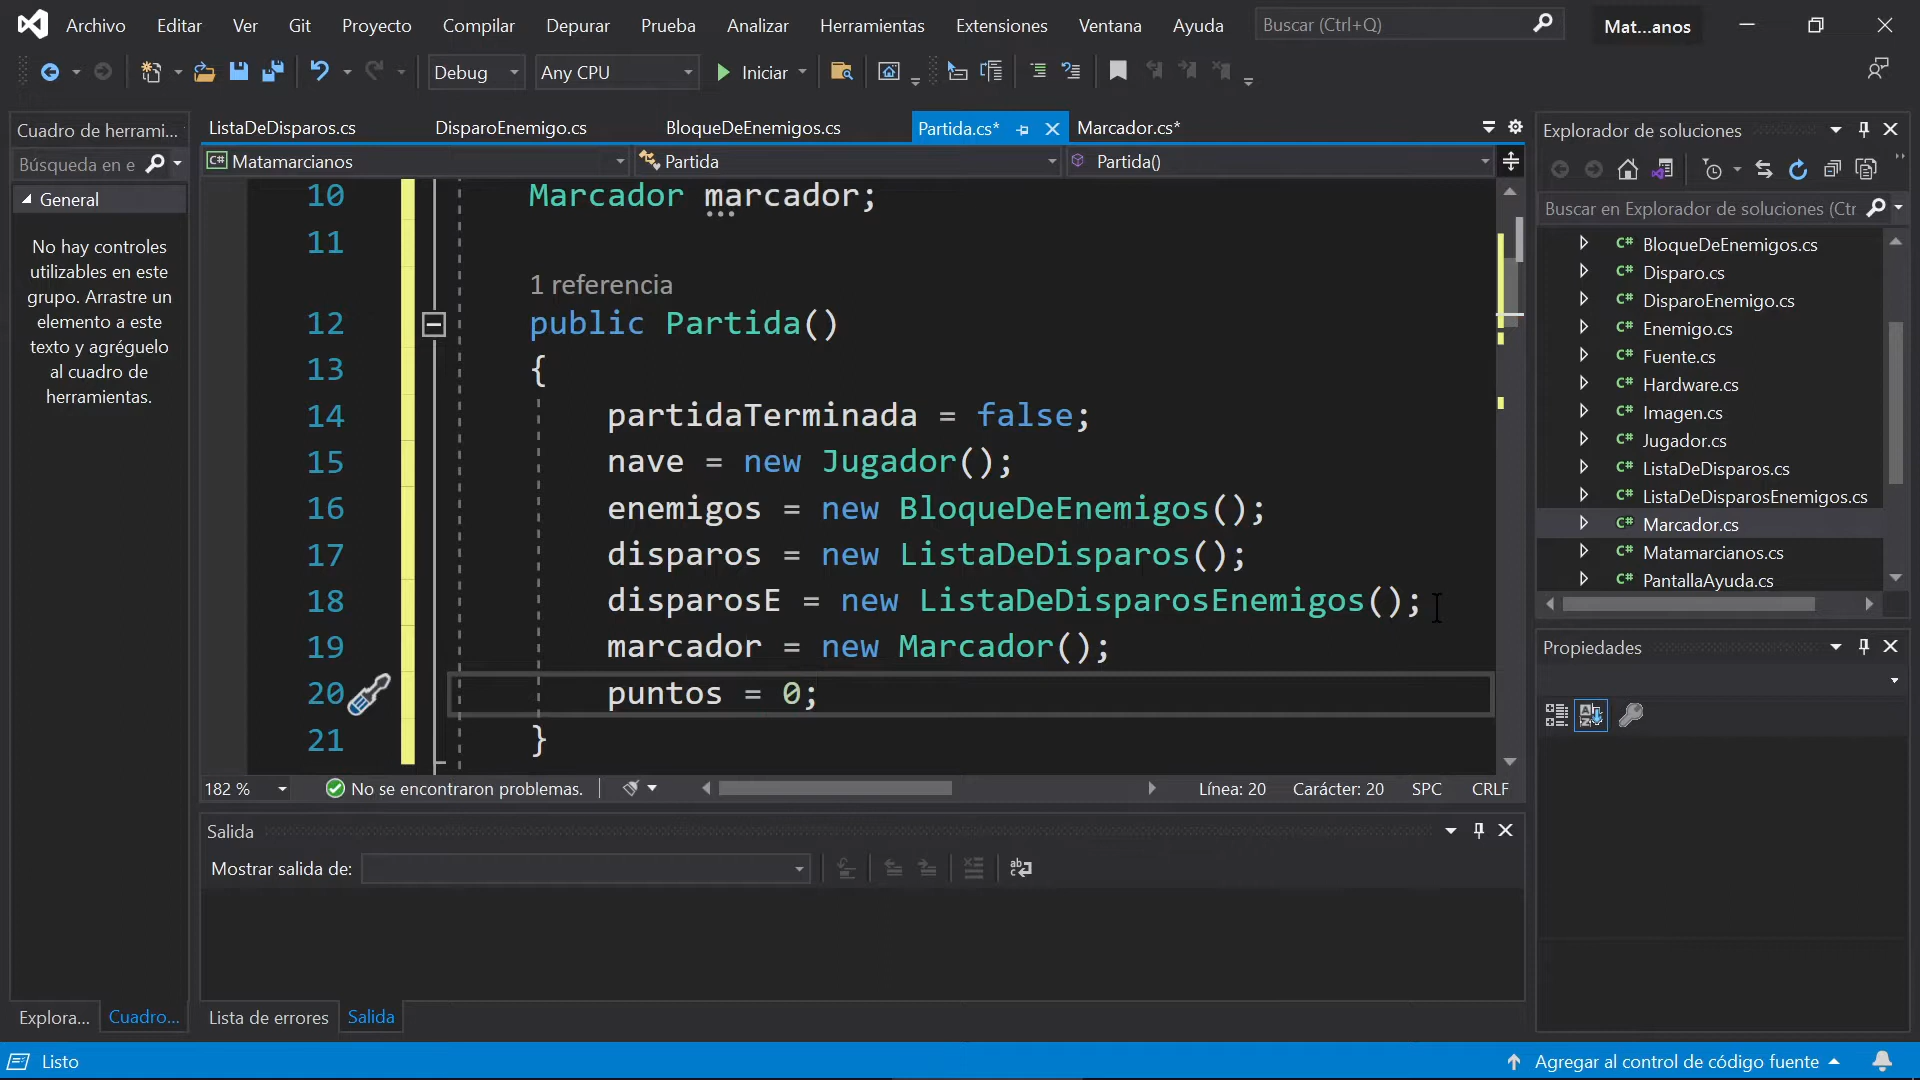 Archivo Editar Ver Git Proyecto Compilar Depurar Prueba Analizar Herramientas Extensiones Ventana Ayuda Buscar (Ctrl+Q) Mat...anos
Debug Any CPU Iniciar
Cuadro de herrami...
Búsqueda en e
General
No hay controles
utilizables en este
grupo. Arrastre un
elemento a este
texto y agréguelo
al cuadro de
herramientas.
Explora... Cuadro...
ListaDeDisparos.cs DisparoEnemigo.cs BloqueDeEnemigos.cs Partida.cs* Marcador.cs*
C# Matamarcianos Partida Partida()
10 Marcador marcador;
11
1 referencia
12 public Partida()
13 {
14 partidaTerminada = false;
15 nave = new Jugador();
16 enemigos = new BloqueDeEnemigos();
17 disparos = new ListaDeDisparos();
18 disparosE = new ListaDeDisparosEnemigos();
19 marcador = new Marcador();
20 puntos = 0;
21 }
182 % No se encontraron problemas. Línea: 20 Carácter: 20 SPC CRLF
Salida
Mostrar salida de:
Lista de errores Salida
Explorador de soluciones
Buscar en Explorador de soluciones (Ctr
C# BloqueDeEnemigos.cs
C# Disparo.cs
C# DisparoEnemigo.cs
C# Enemigo.cs
C# Fuente.cs
C# Hardware.cs
C# Imagen.cs
C# Jugador.cs
C# ListaDeDisparos.cs
C# ListaDeDisparosEnemigos.cs
C# Marcador.cs
C# Matamarcianos.cs
C# PantallaAyuda.cs
Propiedades
Listo Agregar al control de código fuente